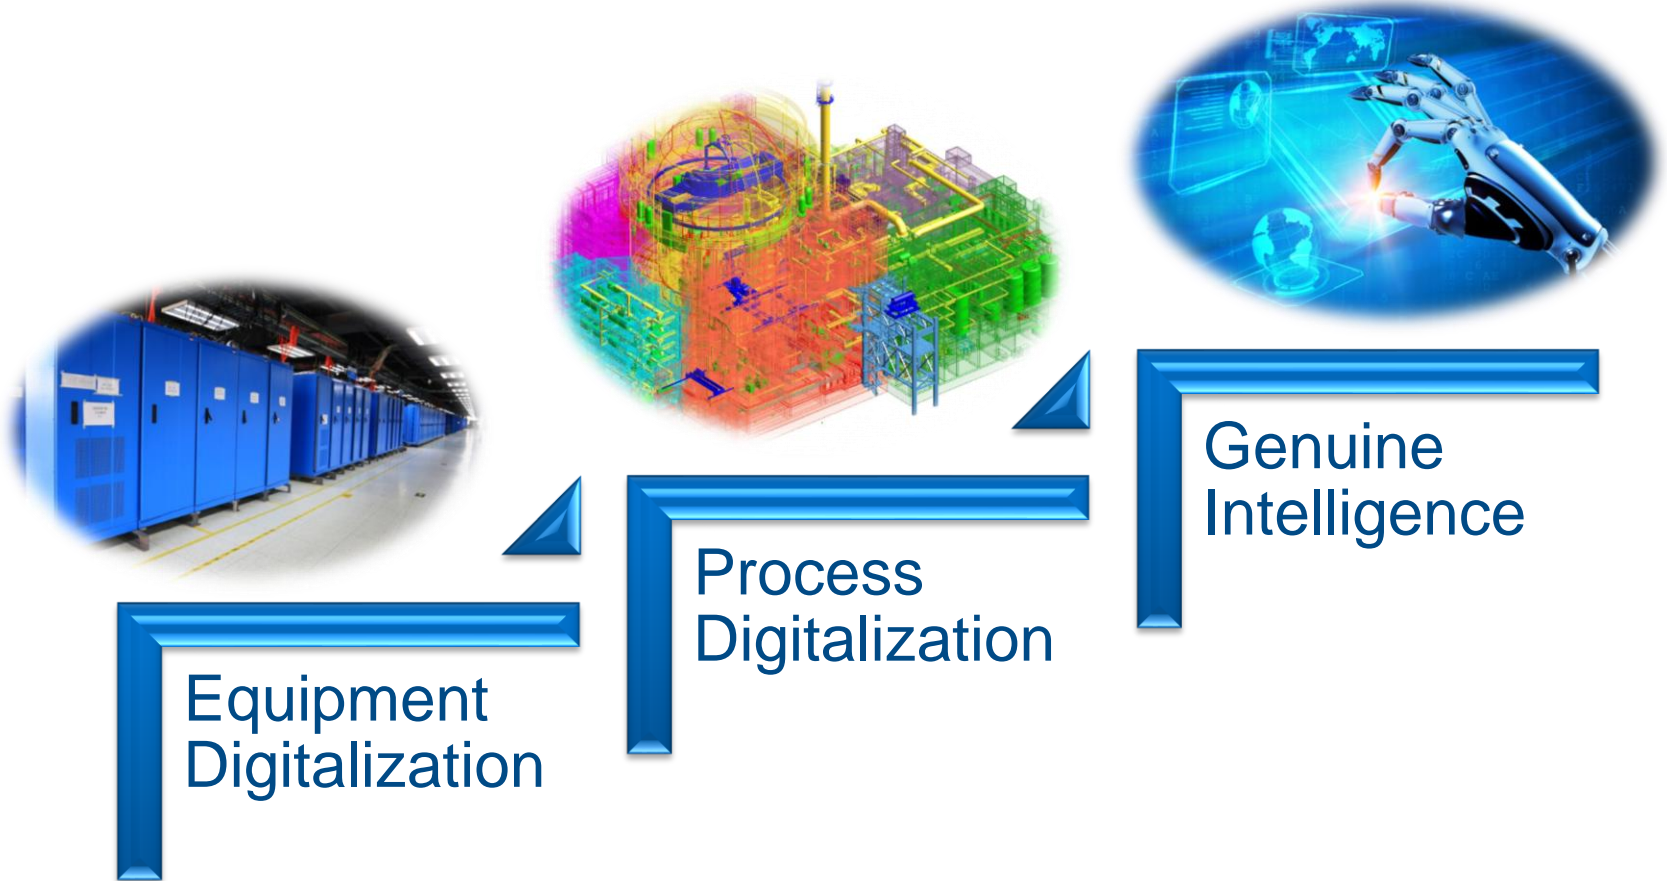 Equipment
Digitalization
Process
Digitalization
Genuine
Intelligence